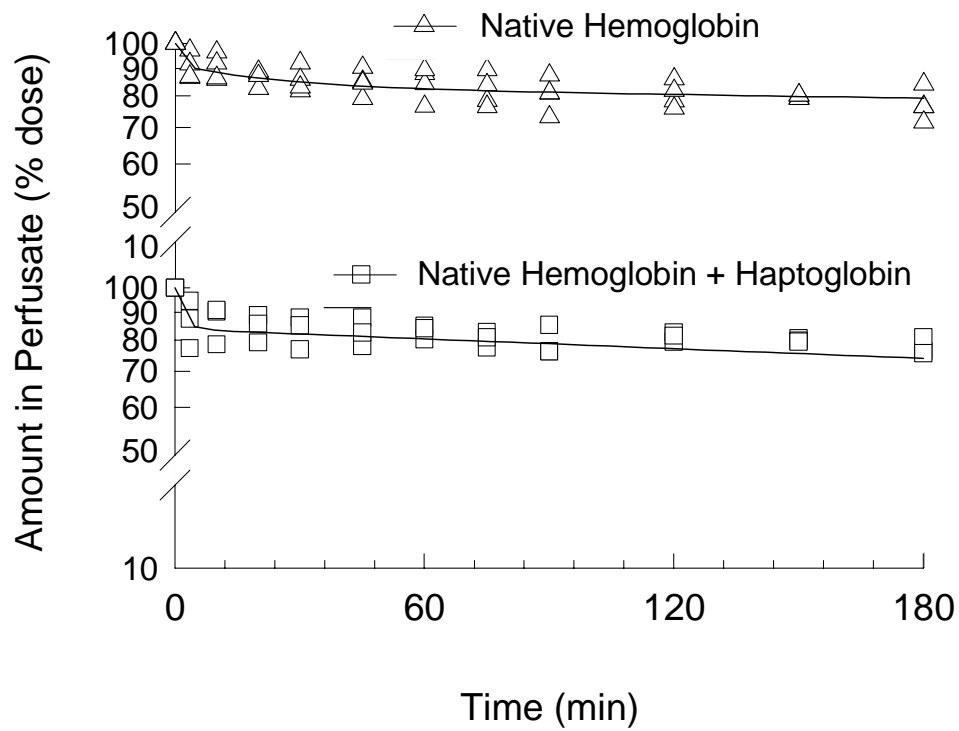 Native Hemoglobin
100
90
80
70
60
50
10
Native Hemoglobin + Haptoglobin
100
90
80
70
60
50
10
0 60 120 180
Time (min)
Amount in Perfusate (% dose)